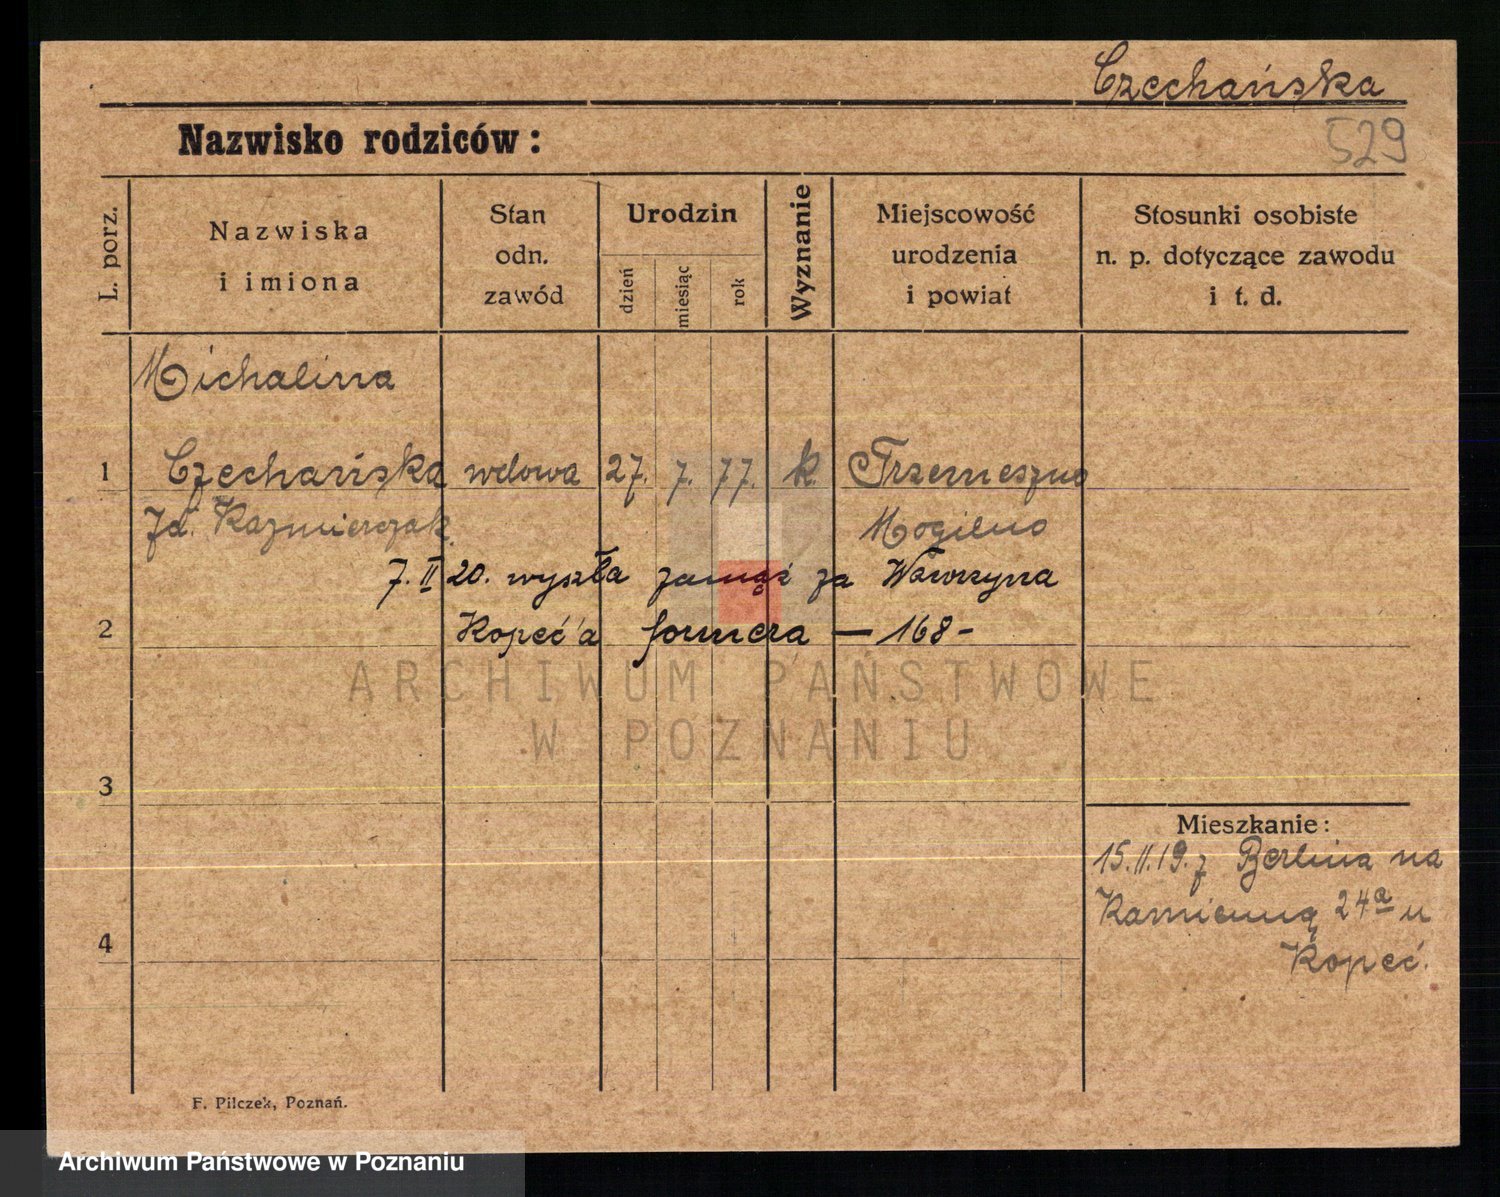 Czechańska
Nazwisko rodziców:
529
L. porz.
Nazwiska
i imiona
Stan
odn.
zawód
Urodzin
dzień
miesiąc
rok
Wyznanie
Miejscowość
urodzenia
i powiat
Stosunki osobiste
n. p. dotyczące zawodu
i t. d.
Michalina
1 Czechańska wdowa 27. 7. 77. k. Trzemeszno
Kazmierczak. Mogilno
7. II 20. wyszła zamąż za Wawrzyna
2 Kopeć'a formera — 168 -
ARCHIWUM PAŃSTWOWE
W POZNANIU
3
Mieszkanie:
15.II.19. z Berlina na
4 Kamienną 24a u
Kopeć.
F. Pilczek, Poznań.
Archiwum Państwowe w Poznaniu